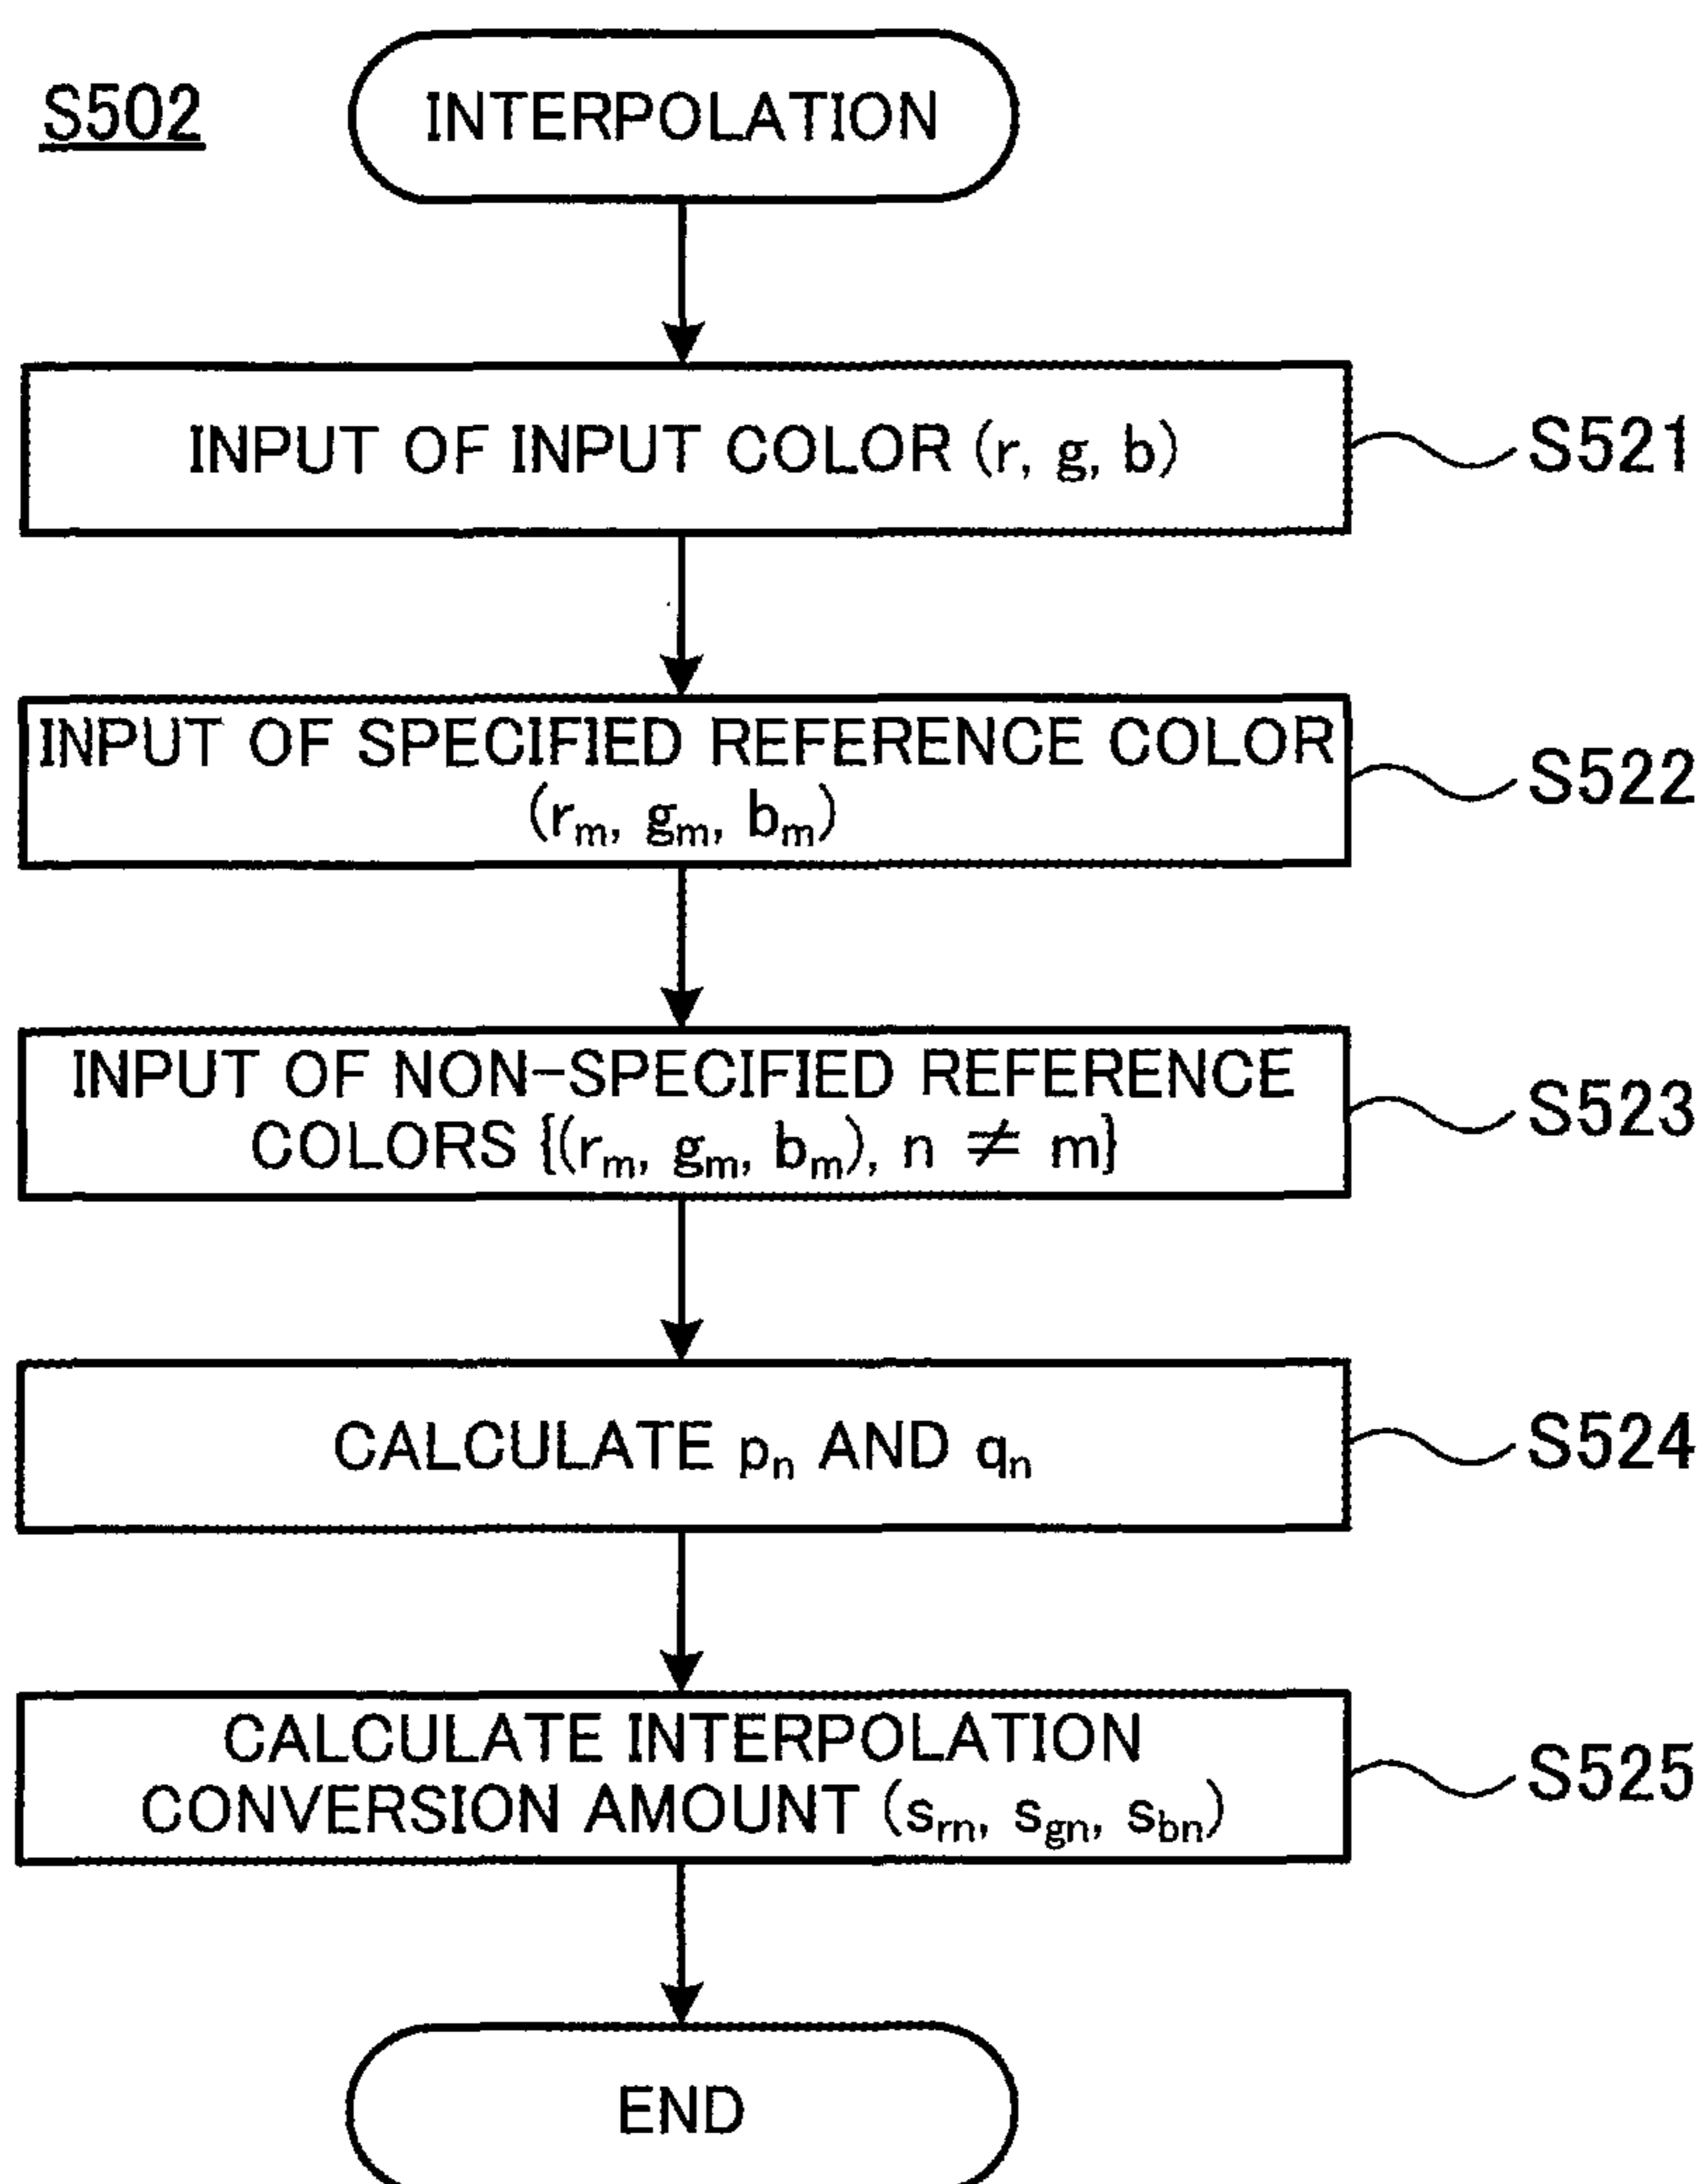 S502
INTERPOLATION
INPUT OF INPUT COLOR (r, g, b)
S521
INPUT OF SPECIFIED REFERENCE COLOR
(rm, gm, bm)
S522
INPUT OF NON-SPECIFIED REFERENCE
COLORS {(rm, gm, bm), n ≠ m}
S523
CALCULATE pn AND qn
S524
CALCULATE INTERPOLATION
CONVERSION AMOUNT (srn, sgn, sbn)
S525
END